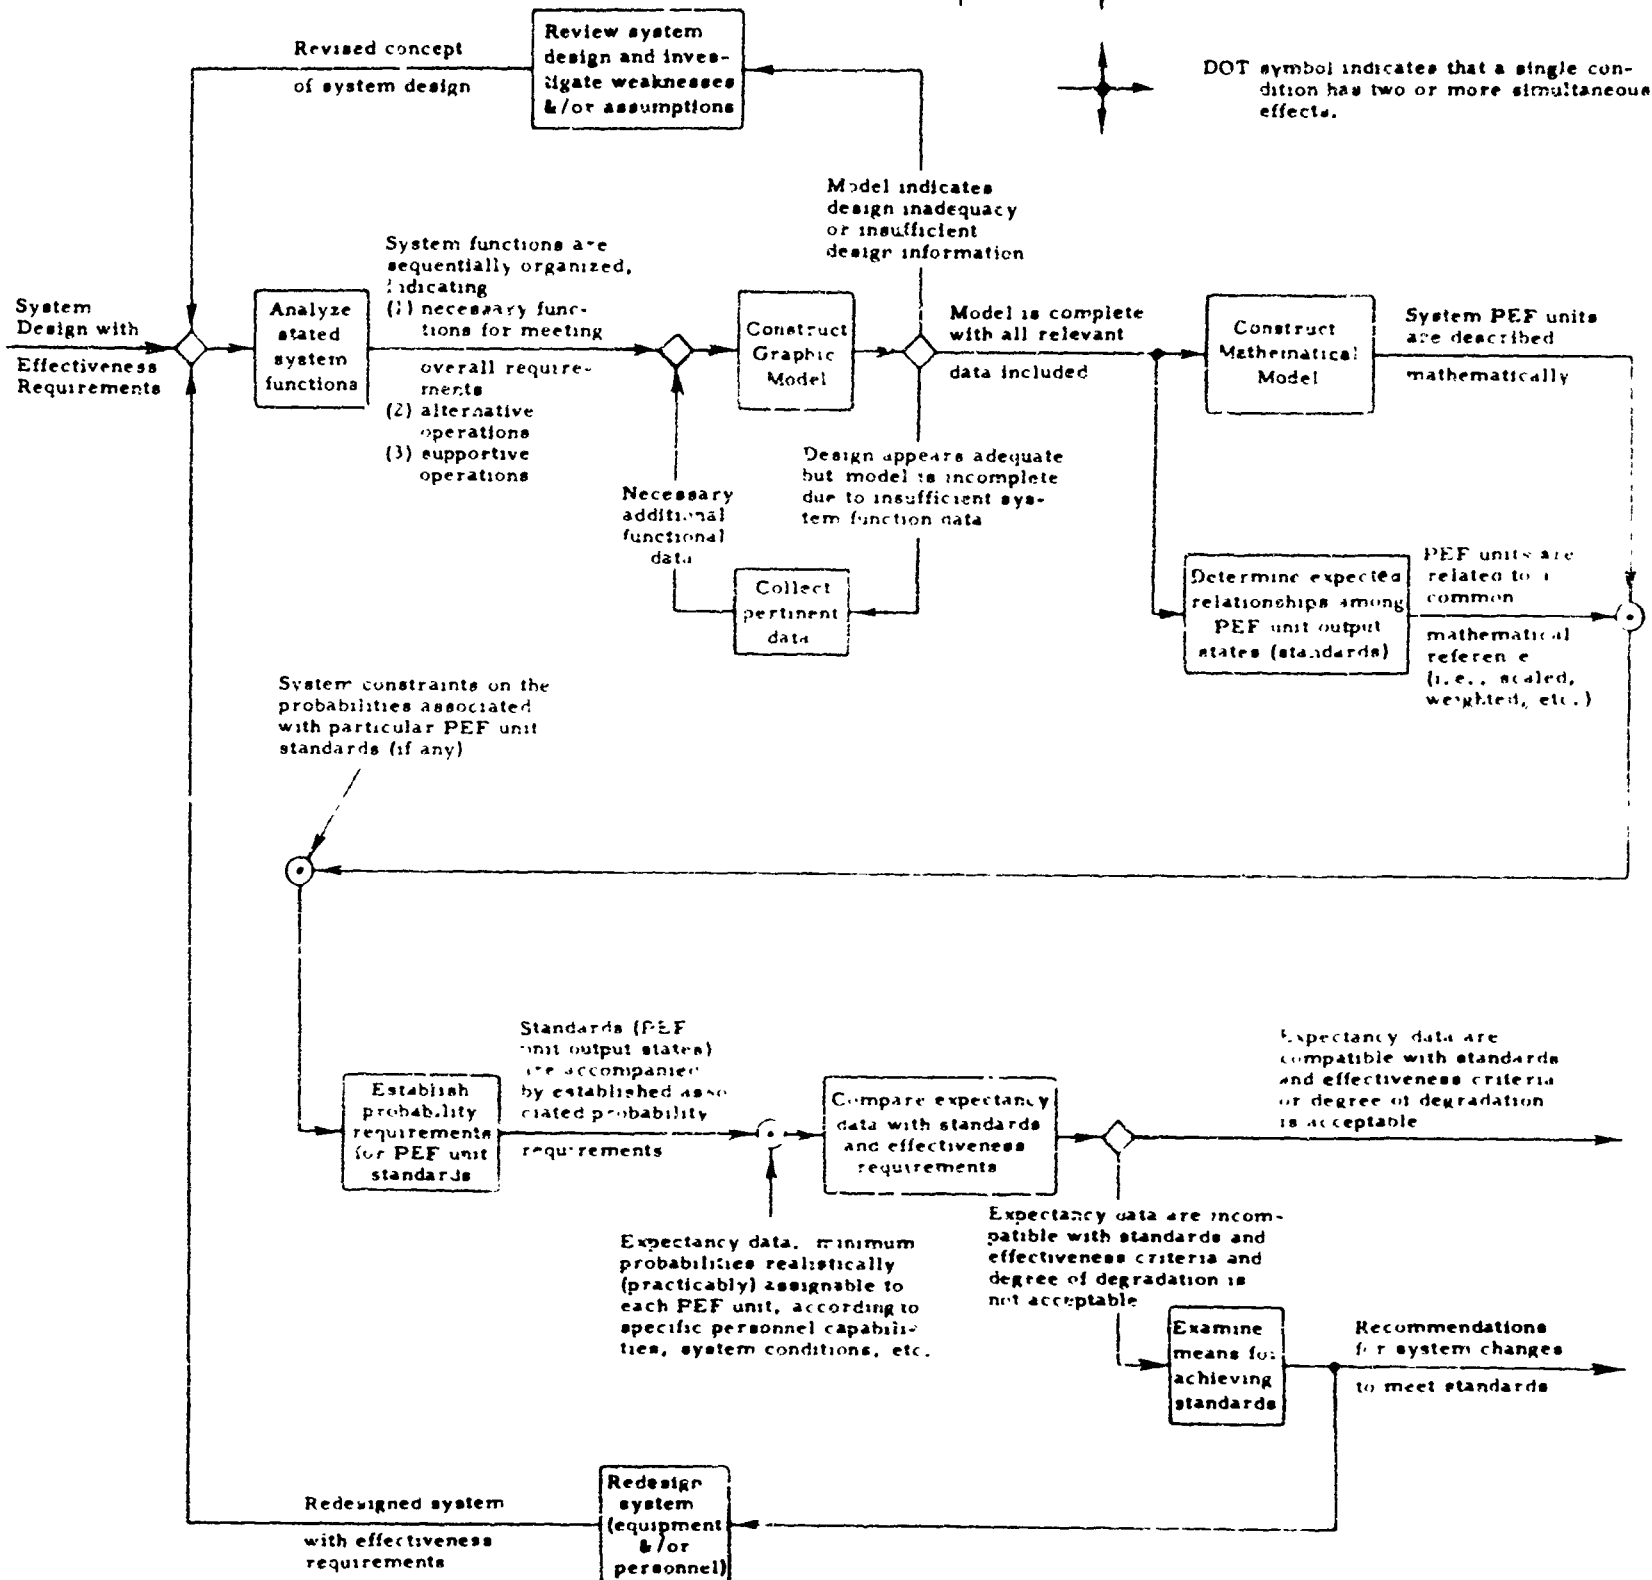 Revised concept
of system design
Review system
design and inves-
tigate weaknesses
&/or assumptions
DOT symbol indicates that a single con-
dition has two or more simultaneous
effects.
Model indicates
design inadequacy
or insufficient
design information
System
Design with
Effectiveness
Requirements
Analyze
stated
system
functions
System functions are
sequentially organized,
indicating
(1) necessary func-
tions for meeting
overall require-
ments
(2) alternative
operations
(3) supportive
operations
Construct
Graphic
Model
Model is complete
with all relevant
data included
Construct
Mathematical
Model
System PEF units
are described
mathematically
Necessary
additional
functional
data
Design appears adequate
but model is incomplete
due to insufficient sys-
tem function data
Collect
pertinent
data
Determine expected
relationships among
PEF unit output
states (standards)
PEF units are
related to a
common
mathematical
reference
(i.e., scaled,
weighted, etc.)
System constraints on the
probabilities associated
with particular PEF unit
standards (if any)
Establish
probability
requirements
for PEF unit
standards
Standards (PEF
unit output states)
are accompanied
by established asso
ciated probability
requirements
Compare expectancy
data with standards
and effectiveness
requirements
Expectancy data are
compatible with standards
and effectiveness criteria
or degree of degradation
is acceptable
Expectancy data, minimum
probabilities realistically
(practicably) assignable to
each PEF unit, according to
specific personnel capabili-
ties, system conditions, etc.
Expectancy data are incom-
patible with standards and
effectiveness criteria and
degree of degradation is
not acceptable
Examine
means for
achieving
standards
Recommendations
for system changes
to meet standards
Redesigned system
with effectiveness
requirements
Redesign
system
(equipment
&/or
personnel)